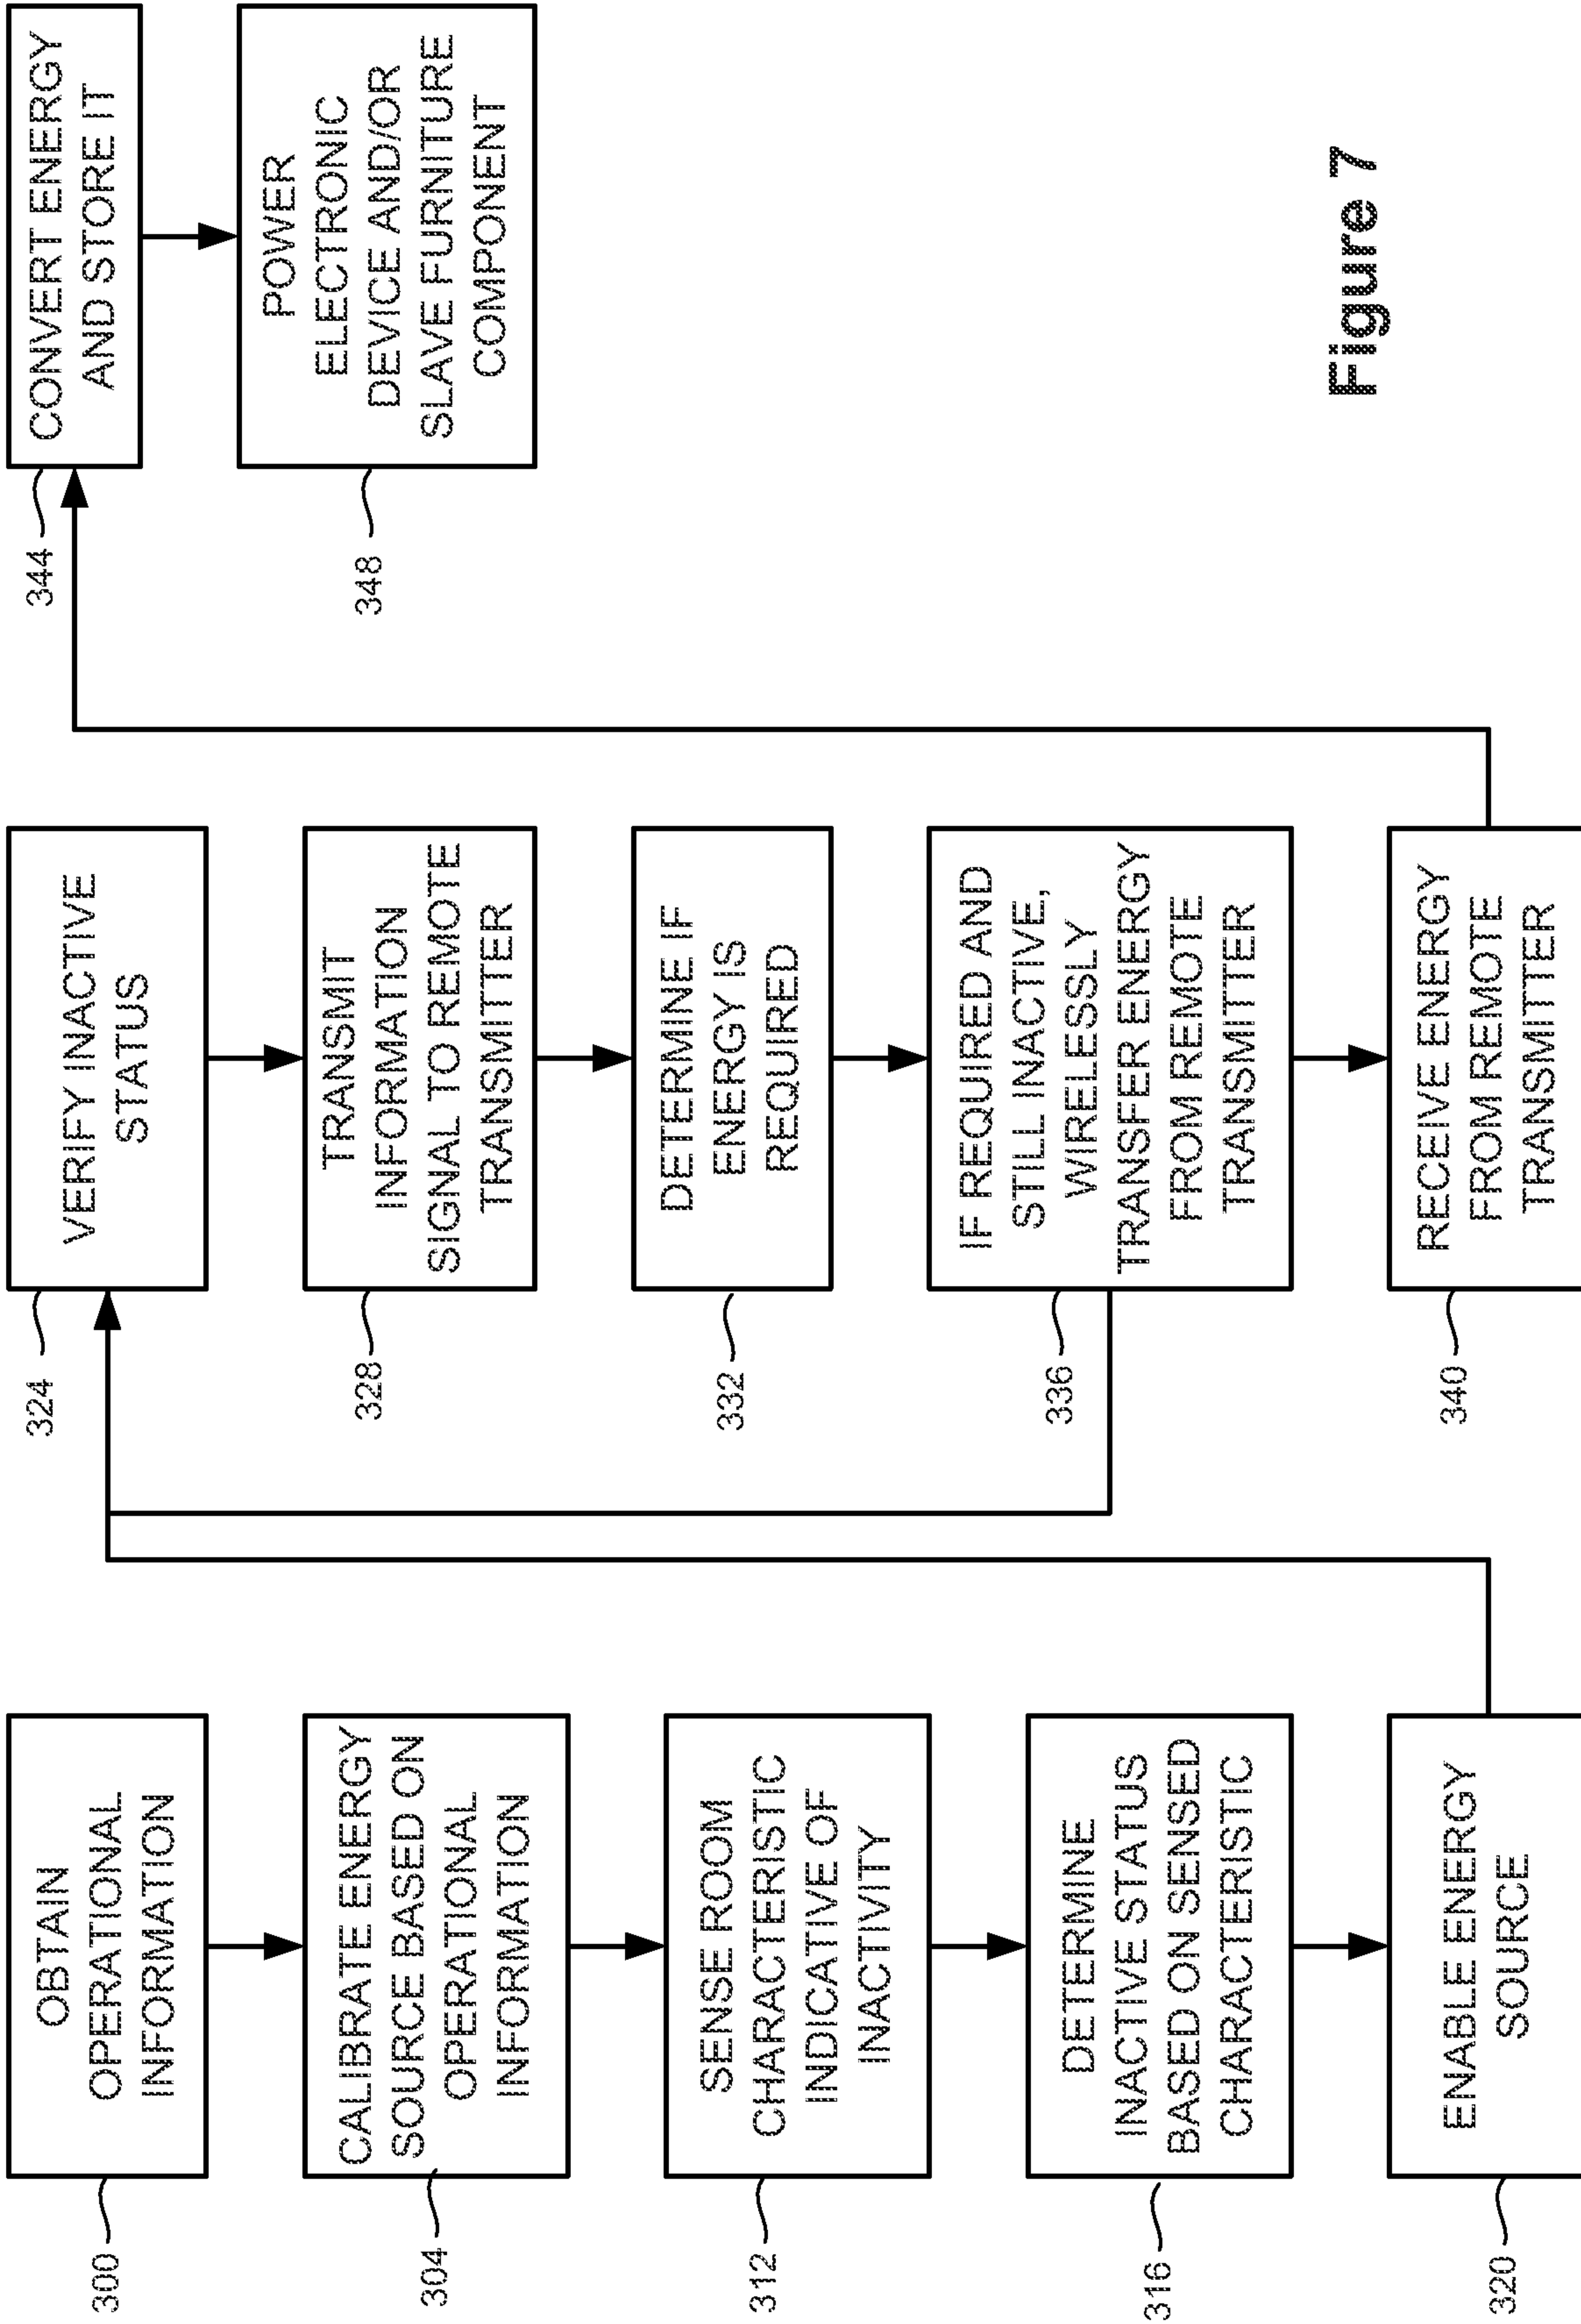 300
OBTAIN
OPERATIONAL
INFORMATION
304
CALIBRATE ENERGY
SOURCE BASED ON
OPERATIONAL
INFORMATION
312
SENSE ROOM
CHARACTERISTIC
INDICATIVE OF
INACTIVITY
316
DETERMINE
INACTIVE STATUS
BASED ON SENSED
CHARACTERISTIC
320
ENABLE ENERGY
SOURCE
324
VERIFY INACTIVE
STATUS
328
TRANSMIT
INFORMATION
SIGNAL TO REMOTE
TRANSMITTER
332
DETERMINE IF
ENERGY IS
REQUIRED
336
IF REQUIRED AND
STILL INACTIVE,
WIRELESSLY
TRANSFER ENERGY
FROM REMOTE
TRANSMITTER
340
RECEIVE ENERGY
FROM REMOTE
TRANSMITTER
344
CONVERT ENERGY
AND STORE IT
348
POWER
ELECTRONIC
DEVICE AND/OR
SLAVE FURNITURE
COMPONENT
Figure 7